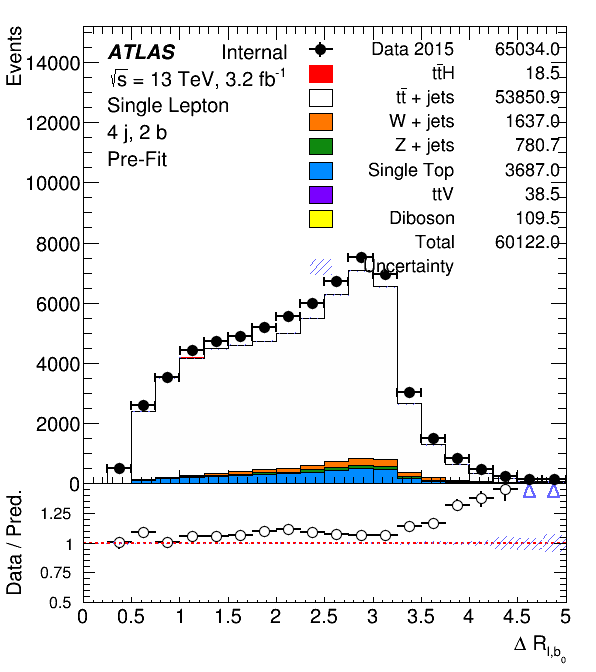 ATLAS Internal
√s = 13 TeV, 3.2 fb⁻¹
Single Lepton
4 j, 2 b
Pre-Fit
Data 2015 65034.0
tt̄H 18.5
tt̄ + jets 53850.9
W + jets 1637.0
Z + jets 780.7
Single Top 3687.0
ttV 38.5
Diboson 109.5
Total 60122.0
Uncertainty
Events
14000
12000
10000
8000
6000
4000
2000
0
Data / Pred.
1.25
1
0.75
0.5
0 0.5 1 1.5 2 2.5 3 3.5 4 4.5 5
Δ R_{l,b_0}